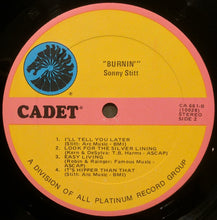 "BURNIN'"
Sonny Stitt
CADET®
CA 661-B
(10028)
STEREO
SIDE 2
1. I'LL TELL YOU LATER
(Stitt- Arc Music - BMI)
2. LOOK FOR THE SILVER LINING
(Kern & DeSylva; T.B. Harms - ASCAP)
3. EASY LIVING
(Robin & Rainger; Famous Music - ASCAP)
4. IT'S HIPPER THAN THAT
(Stitt- Arc Music - BMI)
A DIVISION OF ALL PLATINUM RECORD GROUP